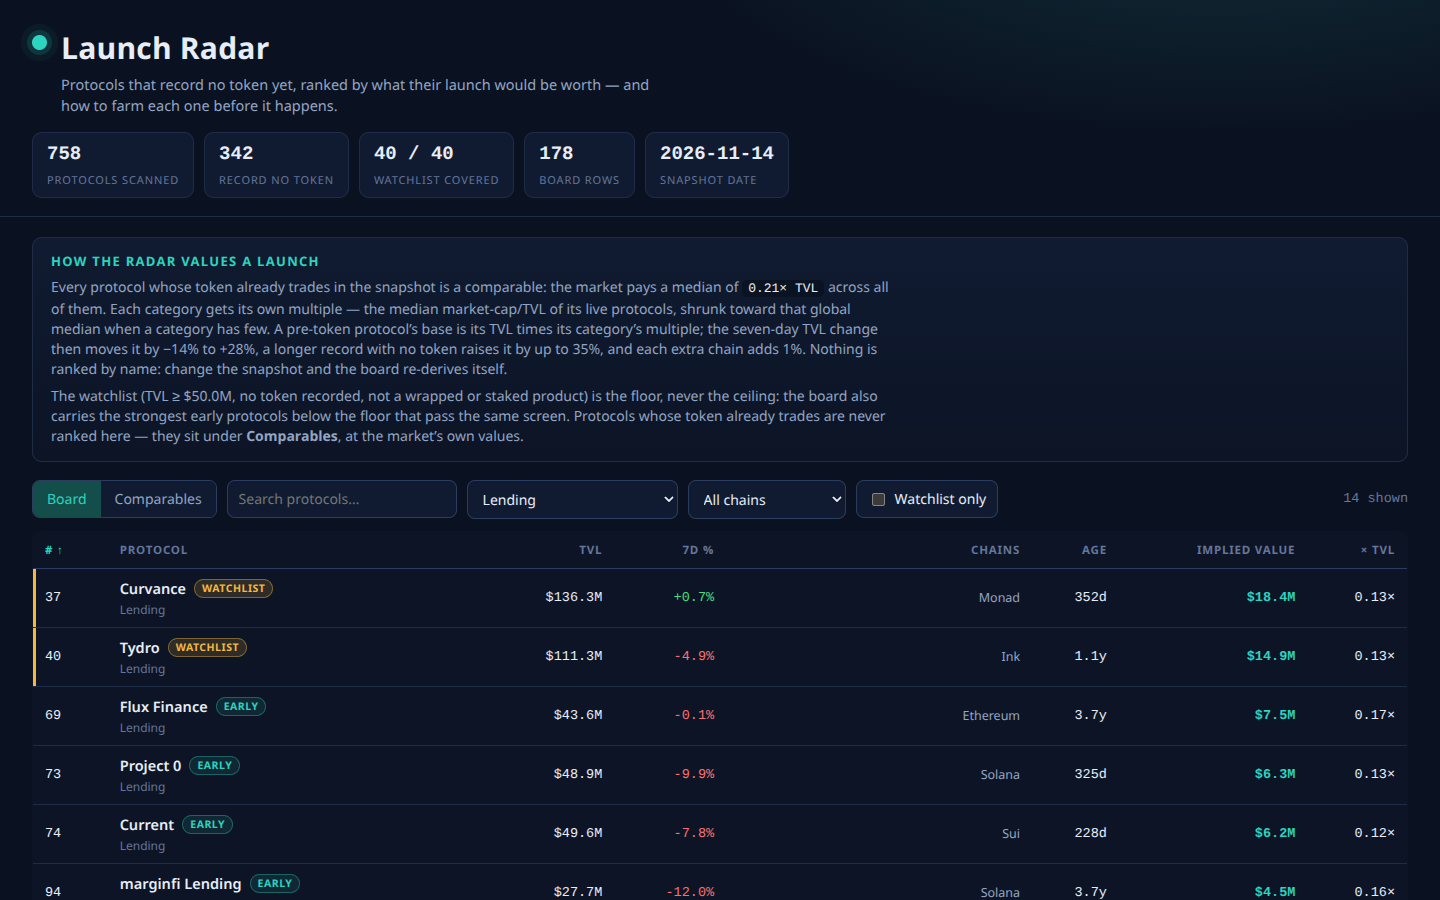 Launch Radar
Protocols that record no token yet, ranked by what their launch would be worth — and
how to farm each one before it happens.
758
PROTOCOLS SCANNED
342
RECORD NO TOKEN
40 / 40
WATCHLIST COVERED
178
BOARD ROWS
2026-11-14
SNAPSHOT DATE
HOW THE RADAR VALUES A LAUNCH
Every protocol whose token already trades in the snapshot is a comparable: the market pays a median of 0.21× TVL across all
of them. Each category gets its own multiple — the median market-cap/TVL of its live protocols, shrunk toward that global
median when a category has few. A pre-token protocol’s base is its TVL times its category’s multiple; the seven-day TVL change
then moves it by −14% to +28%, a longer record with no token raises it by up to 35%, and each extra chain adds 1%. Nothing is
ranked by name: change the snapshot and the board re-derives itself.
The watchlist (TVL ≥ $50.0M, no token recorded, not a wrapped or staked product) is the floor, never the ceiling: the board also
carries the strongest early protocols below the floor that pass the same screen. Protocols whose token already trades are never
ranked here — they sit under Comparables, at the market’s own values.
Board Comparables Search protocols... Lending All chains Watchlist only 14 shown
# ↑ PROTOCOL TVL 7D % CHAINS AGE IMPLIED VALUE × TVL
37 Curvance WATCHLIST $136.3M +0.7% Monad 352d $18.4M 0.13×
Lending
40 Tydro WATCHLIST $111.3M -4.9% Ink 1.1y $14.9M 0.13×
Lending
69 Flux Finance EARLY $43.6M -0.1% Ethereum 3.7y $7.5M 0.17×
Lending
73 Project 0 EARLY $48.9M -9.9% Solana 325d $6.3M 0.13×
Lending
74 Current EARLY $49.6M -7.8% Sui 228d $6.2M 0.12×
Lending
94 marginfi Lending EARLY $27.7M -12.0% Solana 3.7y $4.5M 0.16×